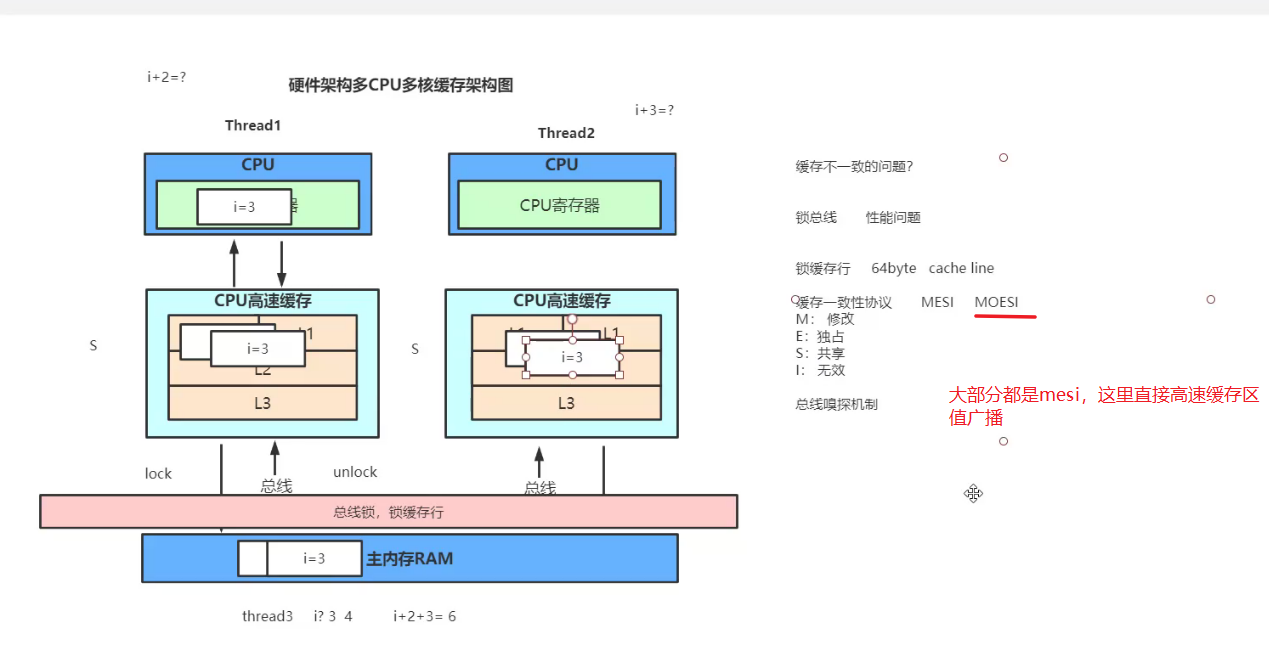 i+2=?
硬件架构多CPU多核缓存架构图
i+3=?
Thread1
Thread2
CPU
CPU
i=3
器
CPU寄存器
CPU高速缓存
CPU高速缓存
L1
L1
L1
S
i=3
S
i=3
L2
L3
L3
lock
总线
unlock
总线
总线锁，锁缓存行
i=3
主内存RAM
thread3 i? 3 4 i+2+3= 6
缓存不一致的问题？
锁总线 性能问题
锁缓存行 64byte cache line
缓存一致性协议 MESI MOESI
M： 修改
E：独占
S：共享
I： 无效
总线嗅探机制
大部分都是mesi，这里直接高速缓存区
值广播